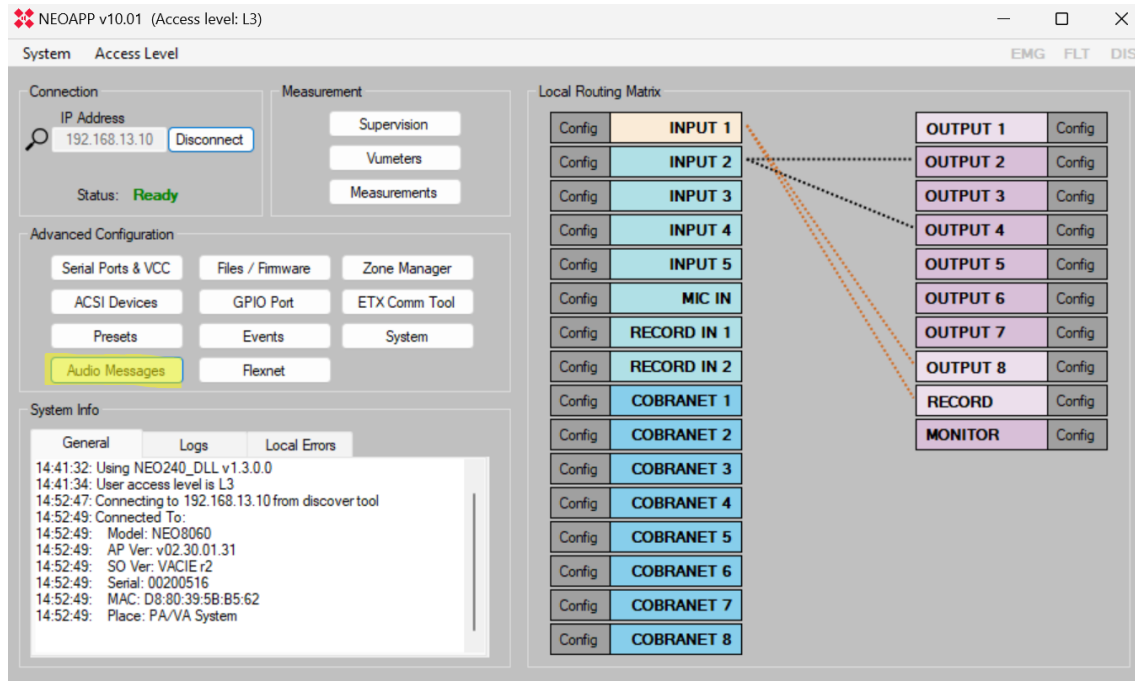 NEOAPP v10.01 (Access level: L3)
System Access Level
EMG FLT DIS
Connection
IP Address
192.168.13.10 Disconnect
Status: Ready
Measurement
Supervision
Vumeters
Measurements
Advanced Configuration
Serial Ports & VCC Files / Firmware Zone Manager
ACSI Devices GPIO Port ETX Comm Tool
Presets Events System
Audio Messages Flexnet
System Info
General Logs Local Errors
14:41:32: Using NEO240_DLL v1.3.0.0
14:41:34: User access level is L3
14:52:47: Connecting to 192.168.13.10 from discover tool
14:52:49: Connected To:
14:52:49: Model: NEO8060
14:52:49: AP Ver: v02.30.01.31
14:52:49: SO Ver: VACIE r2
14:52:49: Serial: 00200516
14:52:49: MAC: D8:80:39:5B:B5:62
14:52:49: Place: PA/VA System
Local Routing Matrix
Config INPUT 1 OUTPUT 1 Config
Config INPUT 2 OUTPUT 2 Config
Config INPUT 3 OUTPUT 3 Config
Config INPUT 4 OUTPUT 4 Config
Config INPUT 5 OUTPUT 5 Config
Config MIC IN OUTPUT 6 Config
Config RECORD IN 1 OUTPUT 7 Config
Config RECORD IN 2 OUTPUT 8 Config
Config COBRANET 1 RECORD Config
Config COBRANET 2 MONITOR Config
Config COBRANET 3
Config COBRANET 4
Config COBRANET 5
Config COBRANET 6
Config COBRANET 7
Config COBRANET 8